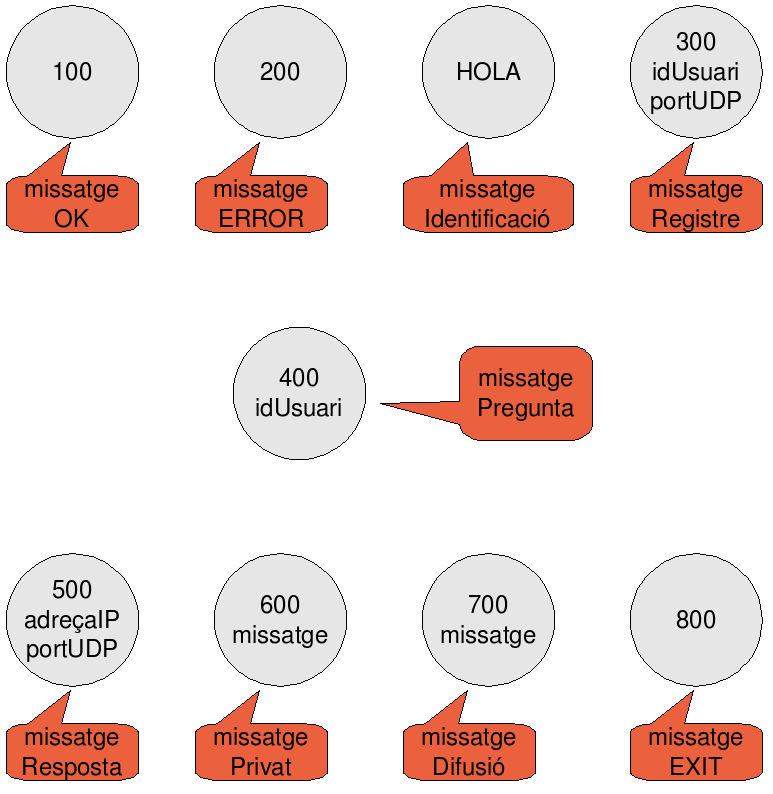 100
200
HOLA
300
idUsuari
portUDP
missatge
OK
missatge
ERROR
missatge
Identificació
missatge
Registre
400
idUsuari
missatge
Pregunta
500
adreçaIP
portUDP
600
missatge
700
missatge
800
missatge
Resposta
missatge
Privat
missatge
Difusió
missatge
EXIT